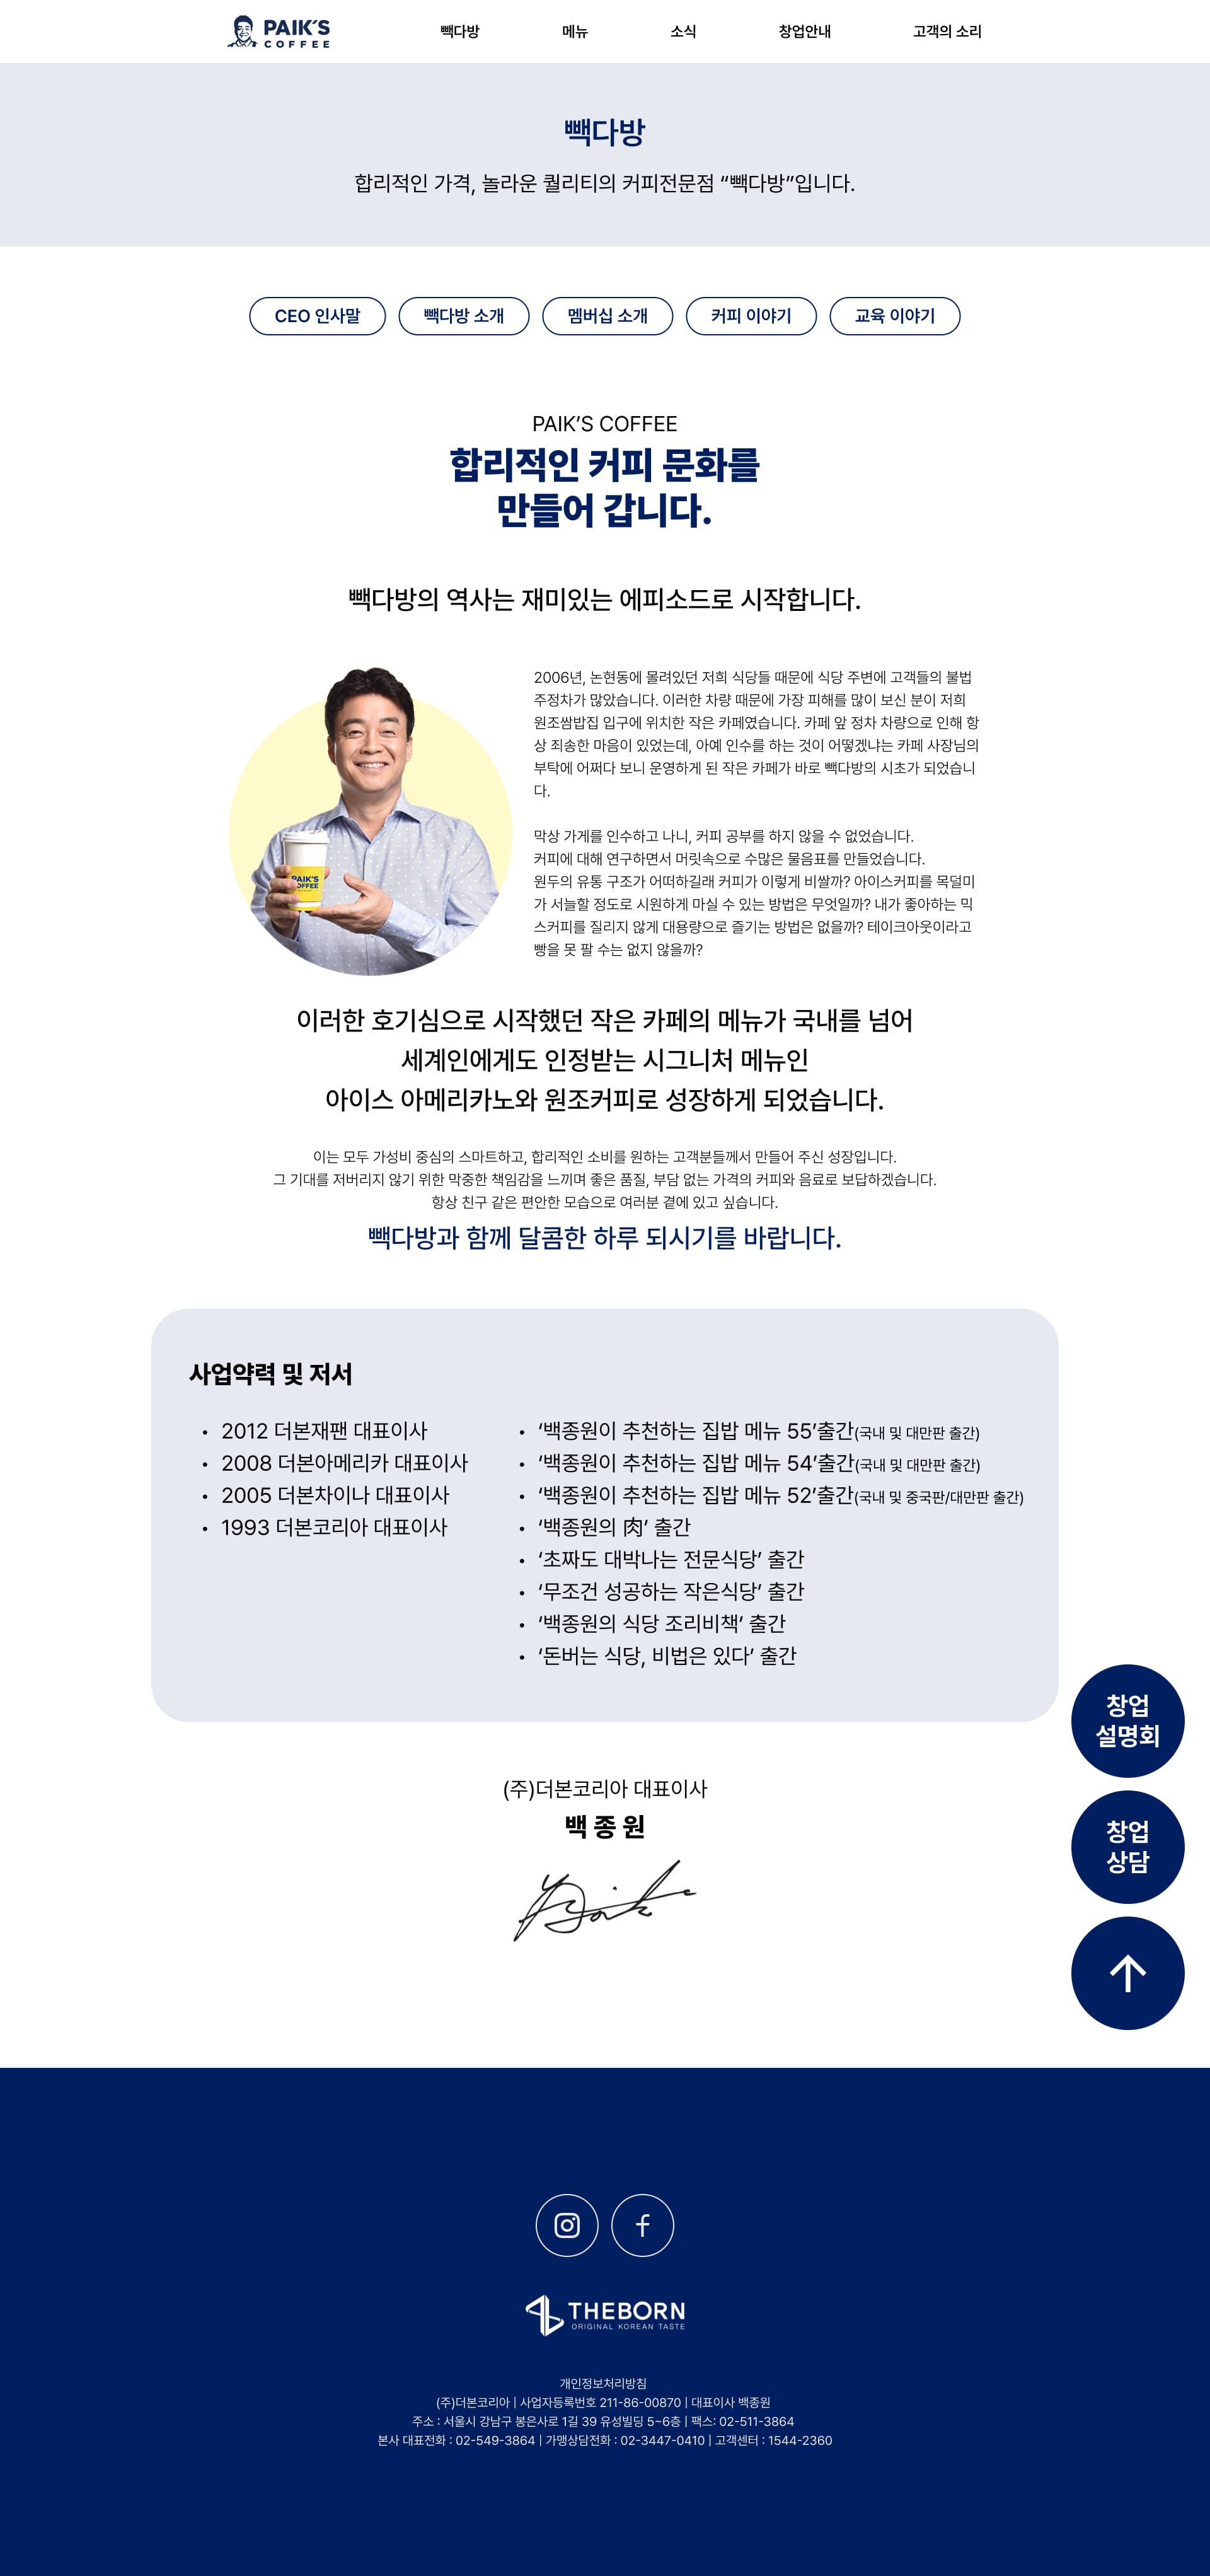 PAIK'S
COFFEE
빽다방
메뉴
소식
창업안내
고객의 소리
빽다방
합리적인 가격, 놀라운 퀄리티의 커피전문점 “빽다방”입니다.
CEO 인사말
빽다방 소개
멤버십 소개
커피 이야기
교육 이야기
PAIK’S COFFEE
합리적인 커피 문화를
만들어 갑니다.
빽다방의 역사는 재미있는 에피소드로 시작합니다.
2006년, 논현동에 몰려있던 저희 식당들 때문에 식당 주변에 고객들의 불법
주정차가 많았습니다. 이러한 차량 때문에 가장 피해를 많이 보신 분이 저희
원조쌈밥집 입구에 위치한 작은 카페였습니다. 카페 앞 정차 차량으로 인해 항
상 죄송한 마음이 있었는데, 아예 인수를 하는 것이 어떻겠냐는 카페 사장님의
부탁에 어쩌다 보니 운영하게 된 작은 카페가 바로 빽다방의 시초가 되었습니
다.
막상 가게를 인수하고 나니, 커피 공부를 하지 않을 수 없었습니다.
커피에 대해 연구하면서 머릿속으로 수많은 물음표를 만들었습니다.
원두의 유통 구조가 어떠하길래 커피가 이렇게 비쌀까? 아이스커피를 목덜미
가 서늘할 정도로 시원하게 마실 수 있는 방법은 무엇일까? 내가 좋아하는 믹
스커피를 질리지 않게 대용량으로 즐기는 방법은 없을까? 테이크아웃이라고
빵을 못 팔 수는 없지 않을까?
PAIK'S
COFFEE
이러한 호기심으로 시작했던 작은 카페의 메뉴가 국내를 넘어
세계인에게도 인정받는 시그니처 메뉴인
아이스 아메리카노와 원조커피로 성장하게 되었습니다.
이는 모두 가성비 중심의 스마트하고, 합리적인 소비를 원하는 고객분들께서 만들어 주신 성장입니다.
그 기대를 저버리지 않기 위한 막중한 책임감을 느끼며 좋은 품질, 부담 없는 가격의 커피와 음료로 보답하겠습니다.
항상 친구 같은 편안한 모습으로 여러분 곁에 있고 싶습니다.
빽다방과 함께 달콤한 하루 되시기를 바랍니다.
사업약력 및 저서
• 2012 더본재팬 대표이사
• 2008 더본아메리카 대표이사
• 2005 더본차이나 대표이사
• 1993 더본코리아 대표이사
• ‘백종원이 추천하는 집밥 메뉴 55’출간(국내 및 대만판 출간)
• ‘백종원이 추천하는 집밥 메뉴 54’출간(국내 및 대만판 출간)
• ‘백종원이 추천하는 집밥 메뉴 52’출간(국내 및 중국판/대만판 출간)
• ‘백종원의 肉’ 출간
• ‘초짜도 대박나는 전문식당’ 출간
• ‘무조건 성공하는 작은식당’ 출간
• ‘백종원의 식당 조리비책’ 출간
• ‘돈버는 식당, 비법은 있다’ 출간
창업
설명회
창업
상담
(주)더본코리아 대표이사
백 종 원
THEBORN
ORIGINAL KOREAN TASTE
개인정보처리방침
(주)더본코리아 | 사업자등록번호 211-86-00870 | 대표이사 백종원
주소 : 서울시 강남구 봉은사로 1길 39 유성빌딩 5~6층 | 팩스: 02-511-3864
본사 대표전화 : 02-549-3864 | 가맹상담전화 : 02-3447-0410 | 고객센터 : 1544-2360